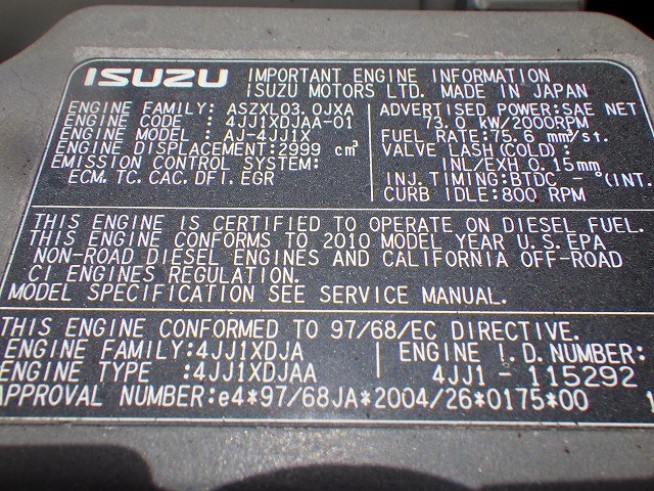 ISUZU IMPORTANT ENGINE INFORMATION
ISUZU MOTORS LTD. MADE IN JAPAN
ENGINE FAMILY: ASZXL03.0JXA
ENGINE CODE : 4JJ1XDJAA-01
ENGINE MODEL : AJ-4JJ1X
ENGINE DISPLACEMENT:2999 cm³
EMISSION CONTROL SYSTEM:
ECM. TC. CAC. DFI. EGR
ADVERTISED POWER:SAE NET
73.0 kW/2000RPM
FUEL RATE:75.6 mm³/st.
VALVE LASH(COLD):
INL/EXH 0.15mm
INJ.TIMING:BTDC - °(INT.
CURB IDLE:800 RPM
THIS ENGINE IS CERTIFIED TO OPERATE ON DIESEL FUEL.
THIS ENGINE CONFORMS TO 2010 MODEL YEAR U.S.EPA
NON-ROAD DIESEL ENGINES AND CALIFORNIA OFF-ROAD
CI ENGINES REGULATION.
MODEL SPECIFICATION SEE SERVICE MANUAL.
THIS ENGINE CONFORMED TO 97/68/EC DIRECTIVE.
ENGINE FAMILY:4JJ1XDJA
ENGINE TYPE :4JJ1XDJAA
ENGINE I.D.NUMBER:
4JJ1-115292
APPROVAL NUMBER:e4*97/68JA*2004/26*0175*00